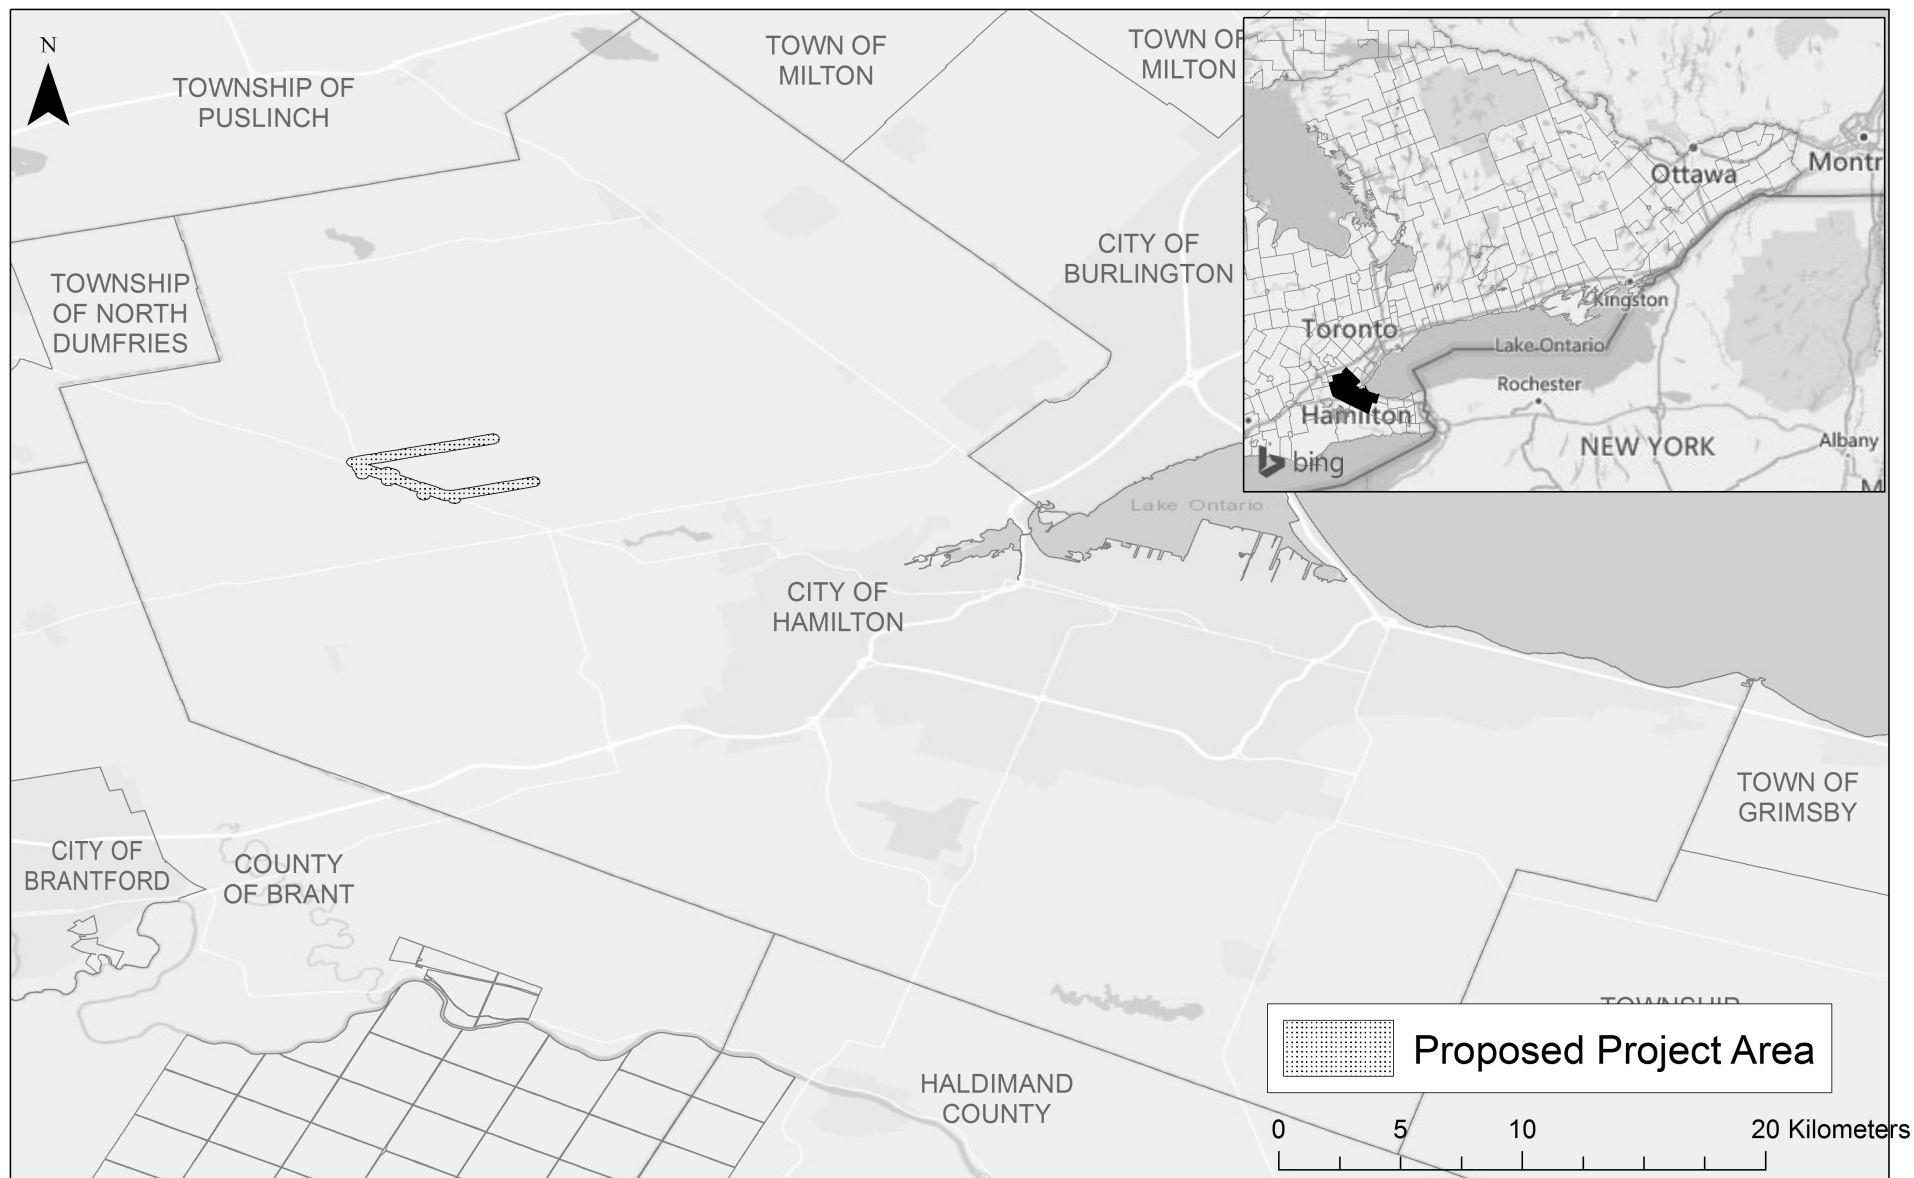 N
TOWNSHIP OF
PUSLINCH
TOWN OF
MILTON
TOWN OF
MILTON
TOWNSHIP
OF NORTH
DUMFRIES
CITY OF
BURLINGTON
Ottawa
Montr
Kingston
Toronto
Lake Ontario
Rochester
Hamilton
NEW YORK
Albany
bing
M
Lake Ontario
CITY OF
HAMILTON
TOWN OF
GRIMSBY
CITY OF
BRANTFORD
COUNTY
OF BRANT
TOWNSHIP
Proposed Project Area
HALDIMAND
COUNTY
0 5 10 20 Kilometers